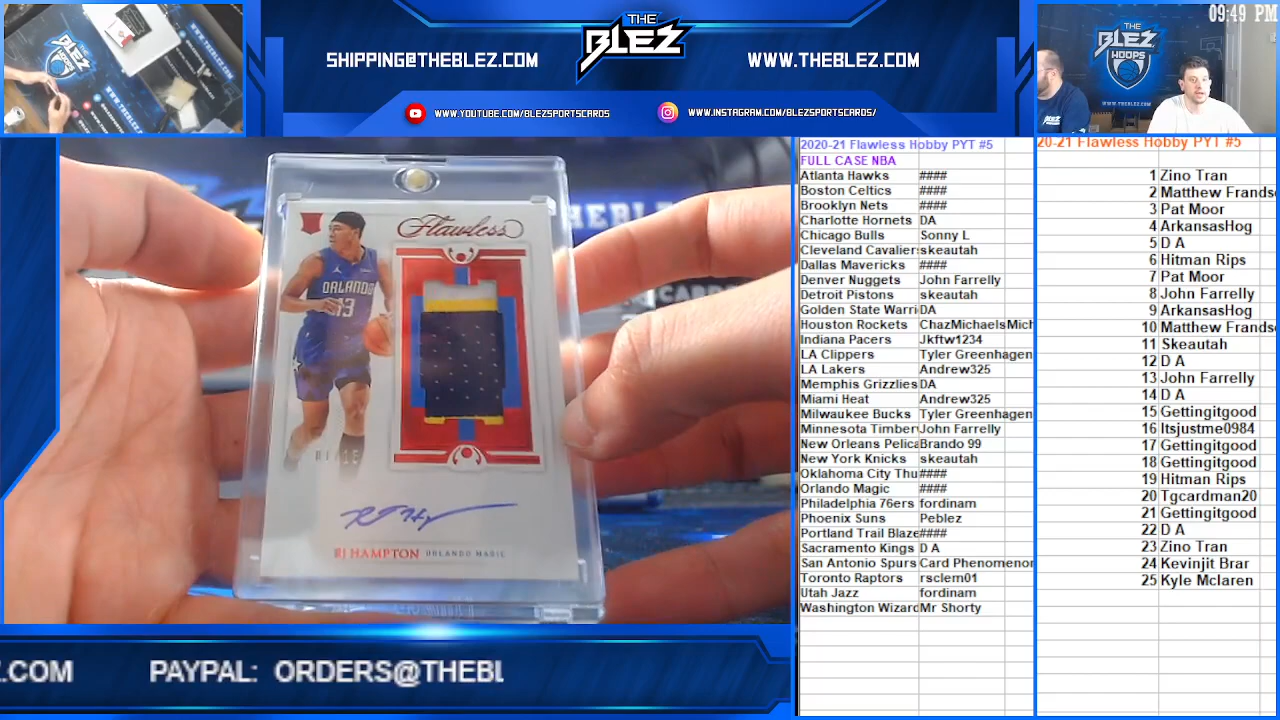 09:49 PM
THE
BLEZ
HOOPS
WWW.THEBLEZ.COM
SHIPPING@THEBLEZ.COM
THE
BLEZ
WWW.THEBLEZ.COM
WWW.YOUTUBE.COM/BLEZSPORTSCARDS
WWW.INSTAGRAM.COM/BLEZSPORTSCARDS/
Flawless
ORLANDO
13
01/15
RJ HAMPTON ORLANDO MAGIC
.COM PAYPAL: ORDERS@THEBL
2020-21 Flawless Hobby PYT #5
FULL CASE NBA
Atlanta Hawks ####
Boston Celtics ####
Brooklyn Nets ####
Charlotte Hornets DA
Chicago Bulls Sonny L
Cleveland Cavaliers skeautah
Dallas Mavericks ####
Denver Nuggets John Farrelly
Detroit Pistons skeautah
Golden State Warri DA
Houston Rockets ChazMichaelsMich
Indiana Pacers Jkftw1234
LA Clippers Tyler Greenhagen
LA Lakers Andrew325
Memphis Grizzlies DA
Miami Heat Andrew325
Milwaukee Bucks Tyler Greenhagen
Minnesota Timber John Farrelly
New Orleans Pelica Brando 99
New York Knicks skeautah
Oklahoma City Thu ####
Orlando Magic ####
Philadelphia 76ers fordinam
Phoenix Suns Peblez
Portland Trail Blaze ####
Sacramento Kings D A
San Antonio Spurs Card Phenomenon
Toronto Raptors rsclem01
Utah Jazz fordinam
Washington Wizard Mr Shorty
20-21 Flawless Hobby PYT #5
1 Zino Tran
2 Matthew Frands
3 Pat Moor
4 ArkansasHog
5 D A
6 Hitman Rips
7 Pat Moor
8 John Farrelly
9 ArkansasHog
10 Matthew Frands
11 Skeautah
12 D A
13 John Farrelly
14 D A
15 Gettingitgood
16 Itsjustme0984
17 Gettingitgood
18 Gettingitgood
19 Hitman Rips
20 Tgcardman20
21 Gettingitgood
22 D A
23 Zino Tran
24 Kevinjit Brar
25 Kyle Mclaren